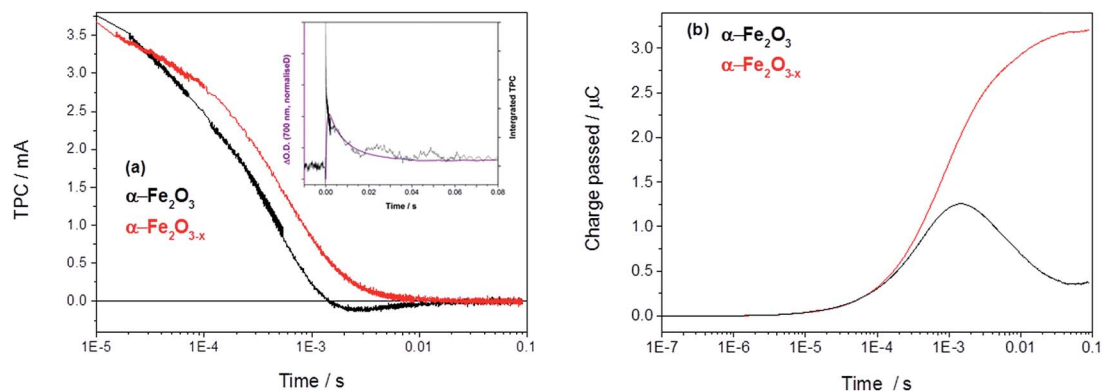 TPC / mA
3.5
3.0
2.5
2.0
1.5
1.0
0.5
0.0
1E-5
1E-4
1E-3
0.01
0.1
Time / s
(a)
α–Fe₂O₃
α–Fe₂O₃₋ₓ
ΔO.D. (700 nm, normaliseD)
Intergrated TPC
0.00
0.02
0.04
0.06
0.08
Time / s
(b)
α–Fe₂O₃
α–Fe₂O₃₋ₓ
Charge passed / μC
3.0
2.5
2.0
1.5
1.0
0.5
0.0
1E-7
1E-6
1E-5
1E-4
1E-3
0.01
0.1
Time / s